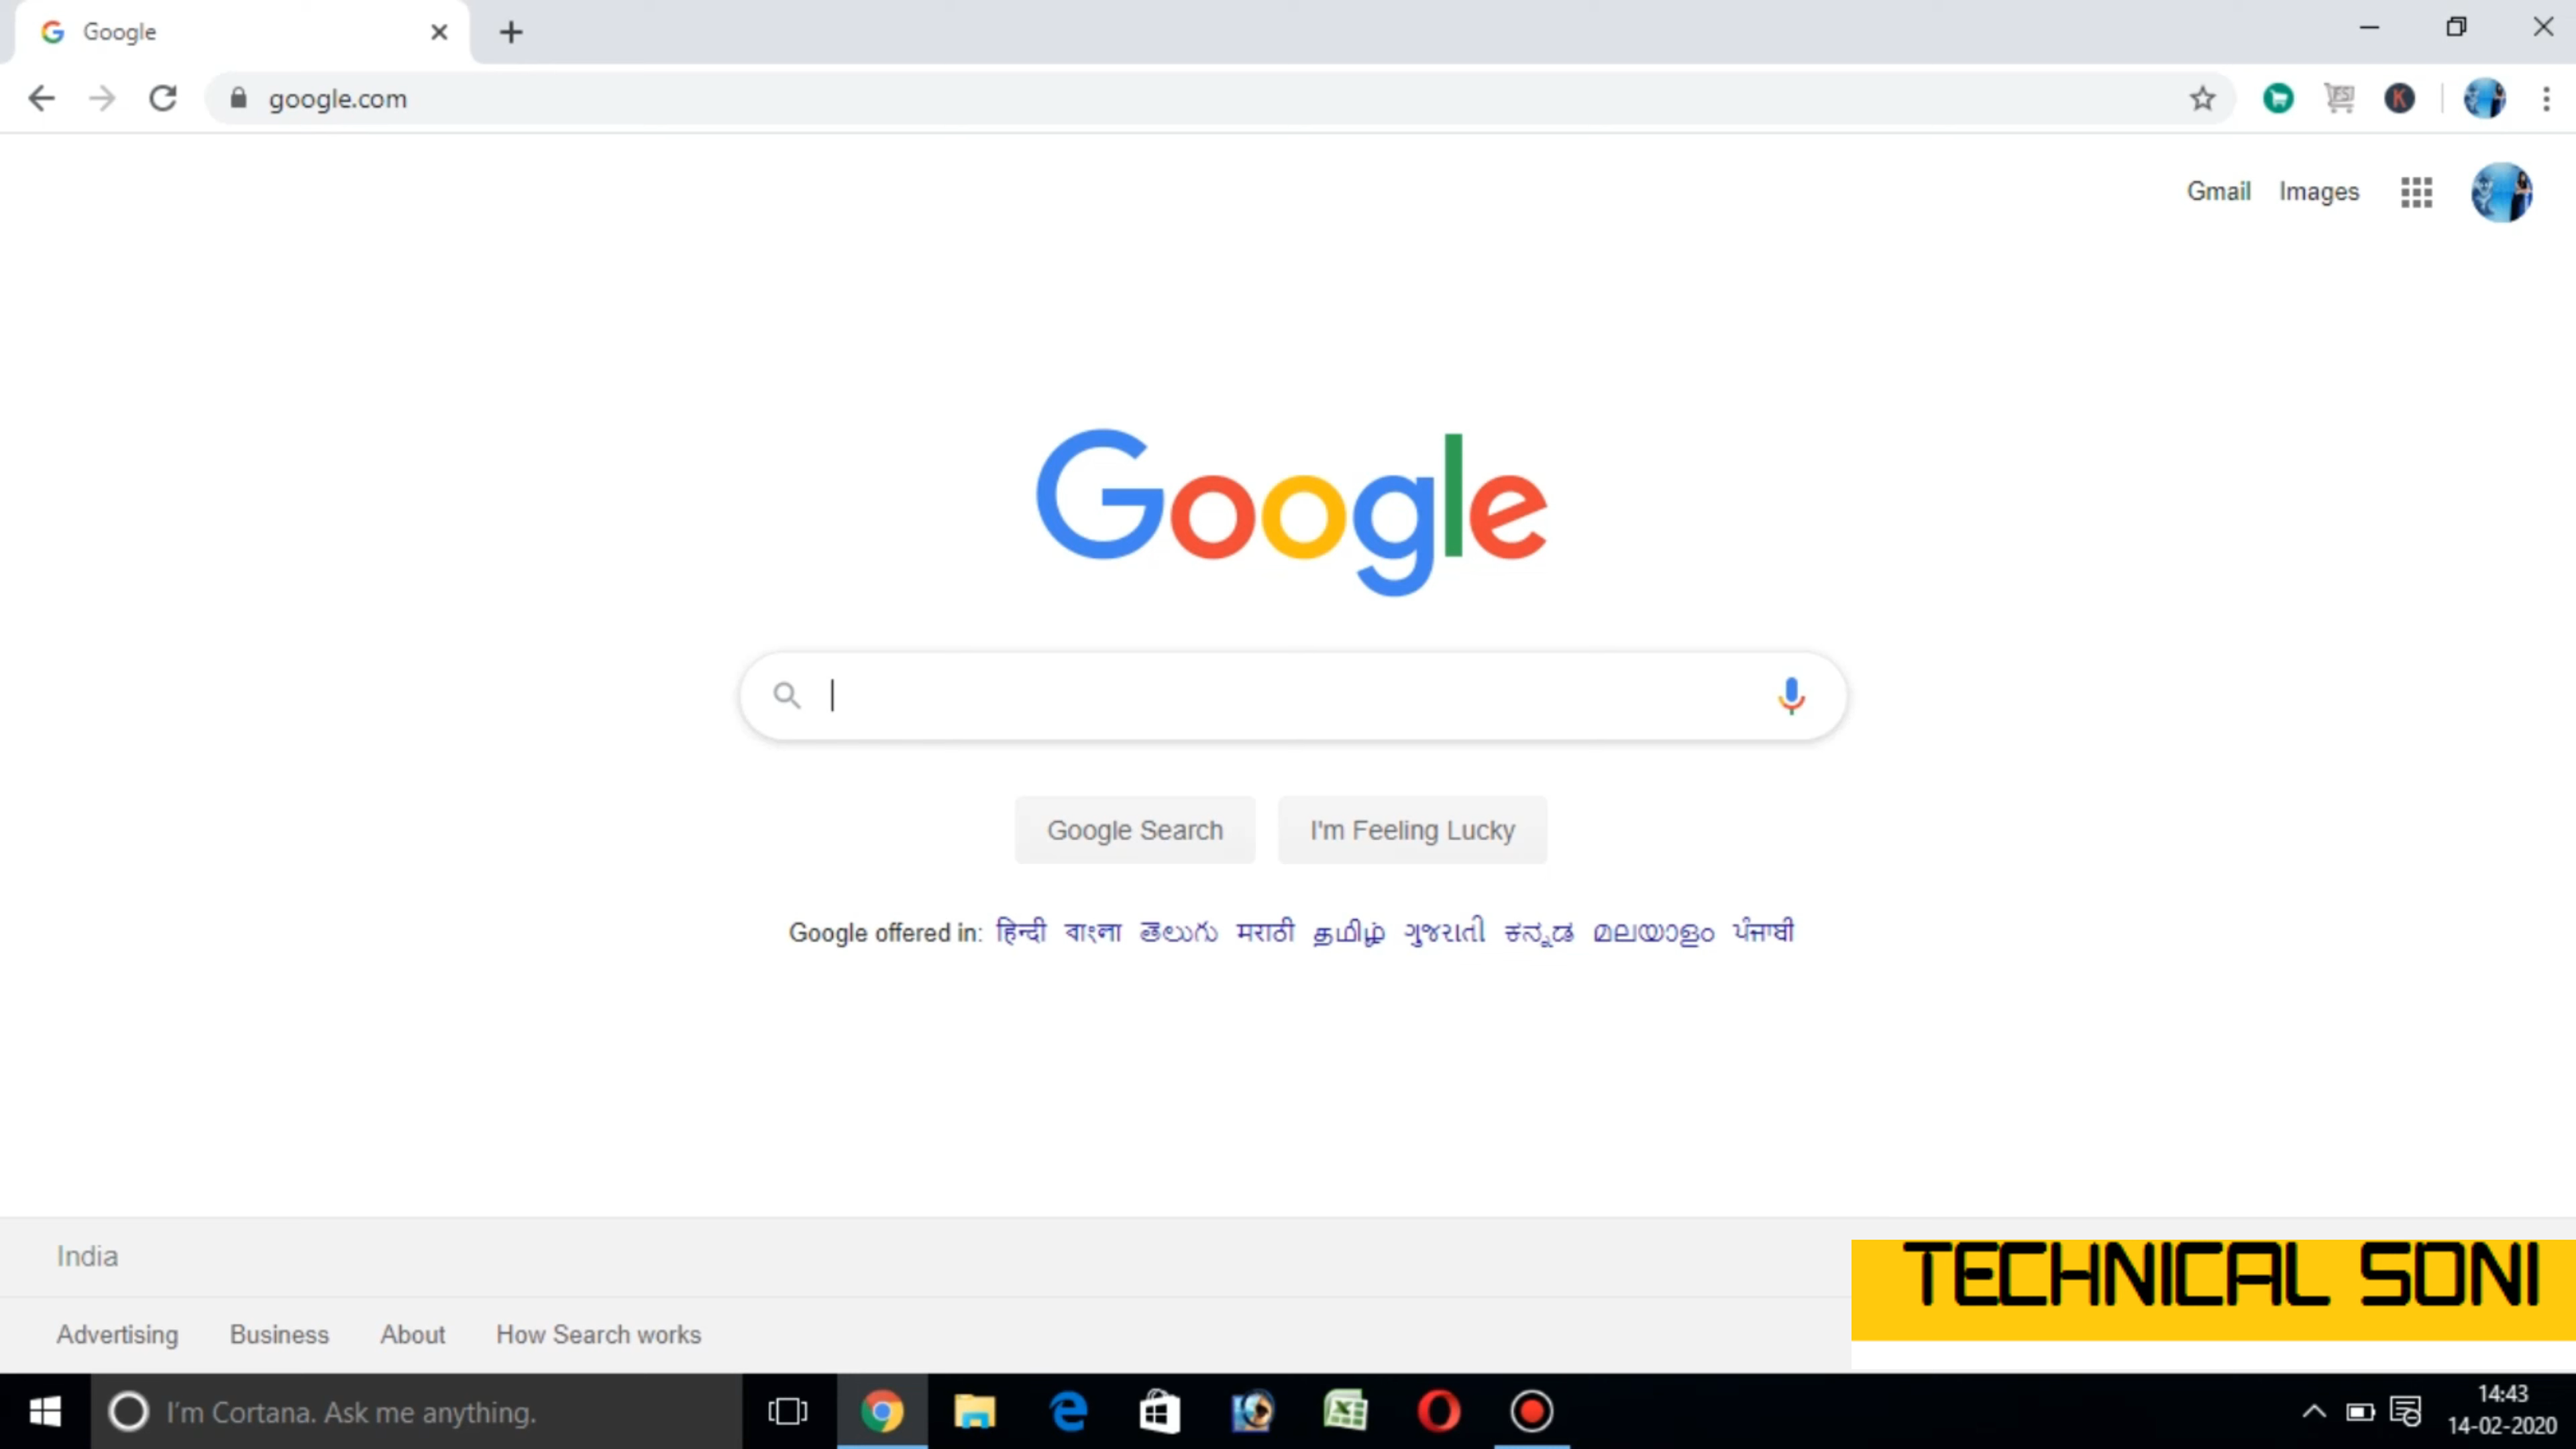 Google
google.com
Gmail Images
Google
Google Search I'm Feeling Lucky
Google offered in: हिन्दी বাংলা తెలుగు मराठी தமிழ் ગુજરાતી ಕನ್ನಡ മലയാളം ਪੰਜਾਬੀ
India
TECHNICAL SONI
Advertising Business About How Search works
I'm Cortana. Ask me anything.
14:43
14-02-2020